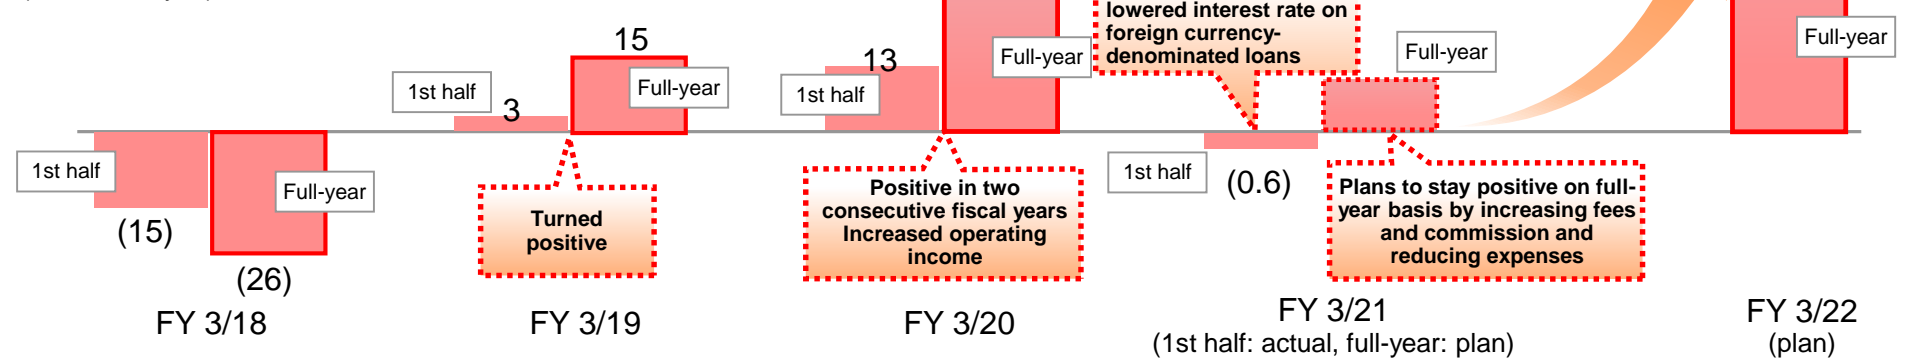 lowered interest rate on
foreign currency-
denominated loans
15
13
3
1st half
Full-year
1st half
Full-year
Full-year
Full-year
1st half
Full-year
(15)
(26)
Turned
positive
Positive in two
consecutive fiscal years
Increased operating
income
1st half
(0.6)
Plans to stay positive on full-
year basis by increasing fees
and commission and
reducing expenses
FY 3/18
FY 3/19
FY 3/20
FY 3/21
(1st half: actual, full-year: plan)
FY 3/22
(plan)